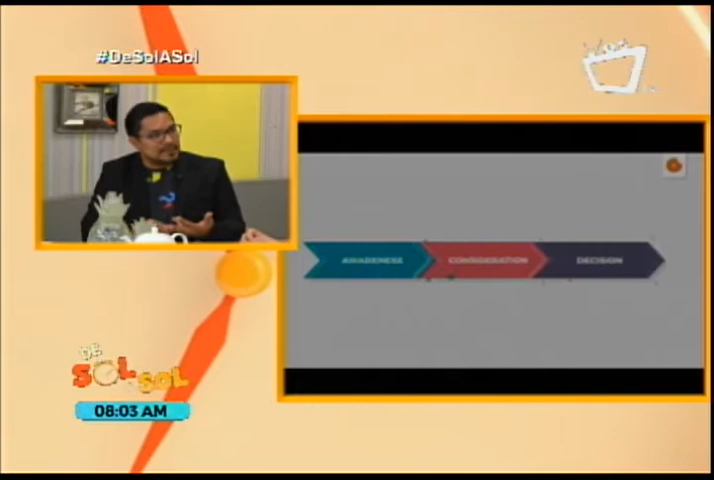 #DeSolASol
AWARENESS
CONSIDERATION
DECISION
DE
SOL
A SOL
08:03 AM